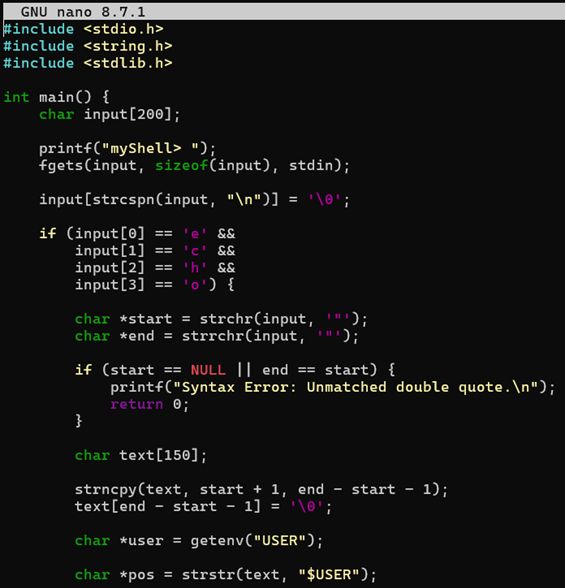 GNU nano 8.7.1
#include <stdio.h>
#include <string.h>
#include <stdlib.h>
int main() {
    char input[200];
    printf("myShell> ");
    fgets(input, sizeof(input), stdin);
    input[strcspn(input, "\n")] = '\0';
    if (input[0] == 'e' &&
        input[1] == 'c' &&
        input[2] == 'h' &&
        input[3] == 'o') {
        char *start = strchr(input, '"');
        char *end = strrchr(input, '"');
        if (start == NULL || end == start) {
            printf("Syntax Error: Unmatched double quote.\n");
            return 0;
        }
        char text[150];
        strncpy(text, start + 1, end - start - 1);
        text[end - start - 1] = '\0';
        char *user = getenv("USER");
        char *pos = strstr(text, "$USER");